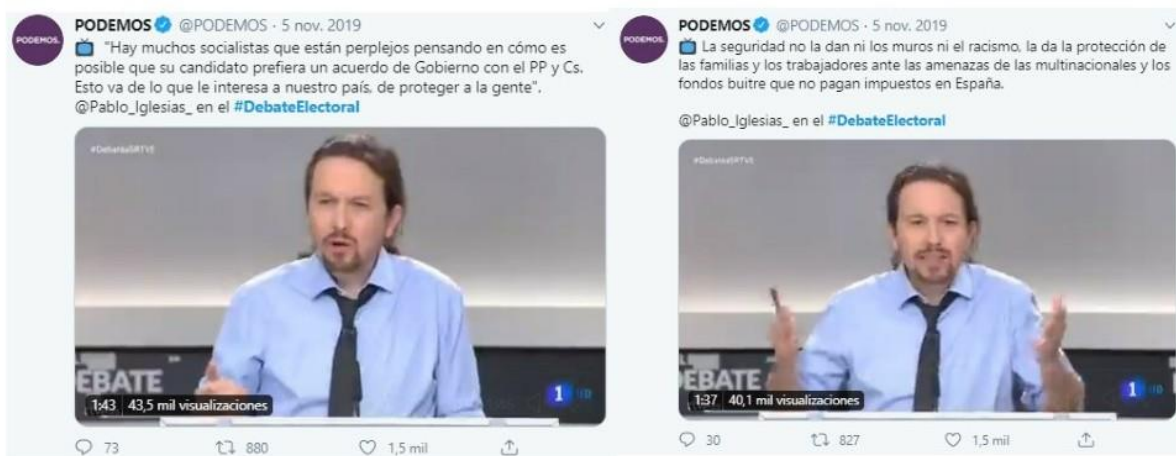 PODEMOS.
PODEMOS @PODEMOS · 5 nov. 2019
"Hay muchos socialistas que están perplejos pensando en cómo es
posible que su candidato prefiera un acuerdo de Gobierno con el PP y Cs.
Esto va de lo que le interesa a nuestro país, de proteger a la gente".
@Pablo_Iglesias_ en el #DebateElectoral
#DebateaSRTVE
EBATE
1
1:43 43,5 mil visualizaciones
73 880 1,5 mil
PODEMOS.
PODEMOS @PODEMOS · 5 nov. 2019
La seguridad no la dan ni los muros ni el racismo, la da la protección de
las familias y los trabajadores ante las amenazas de las multinacionales y los
fondos buitre que no pagan impuestos en España.
@Pablo_Iglesias_ en el #DebateElectoral
#DebateaSRTVE
EBATE
1
1:37 40,1 mil visualizaciones
30 827 1,5 mil